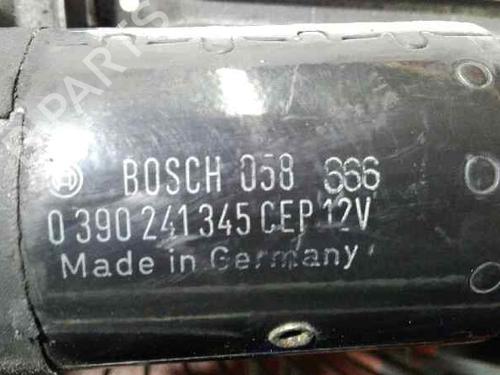 BOSCH 058 666
0 390 241 345 CEP 12V
Made in Germany